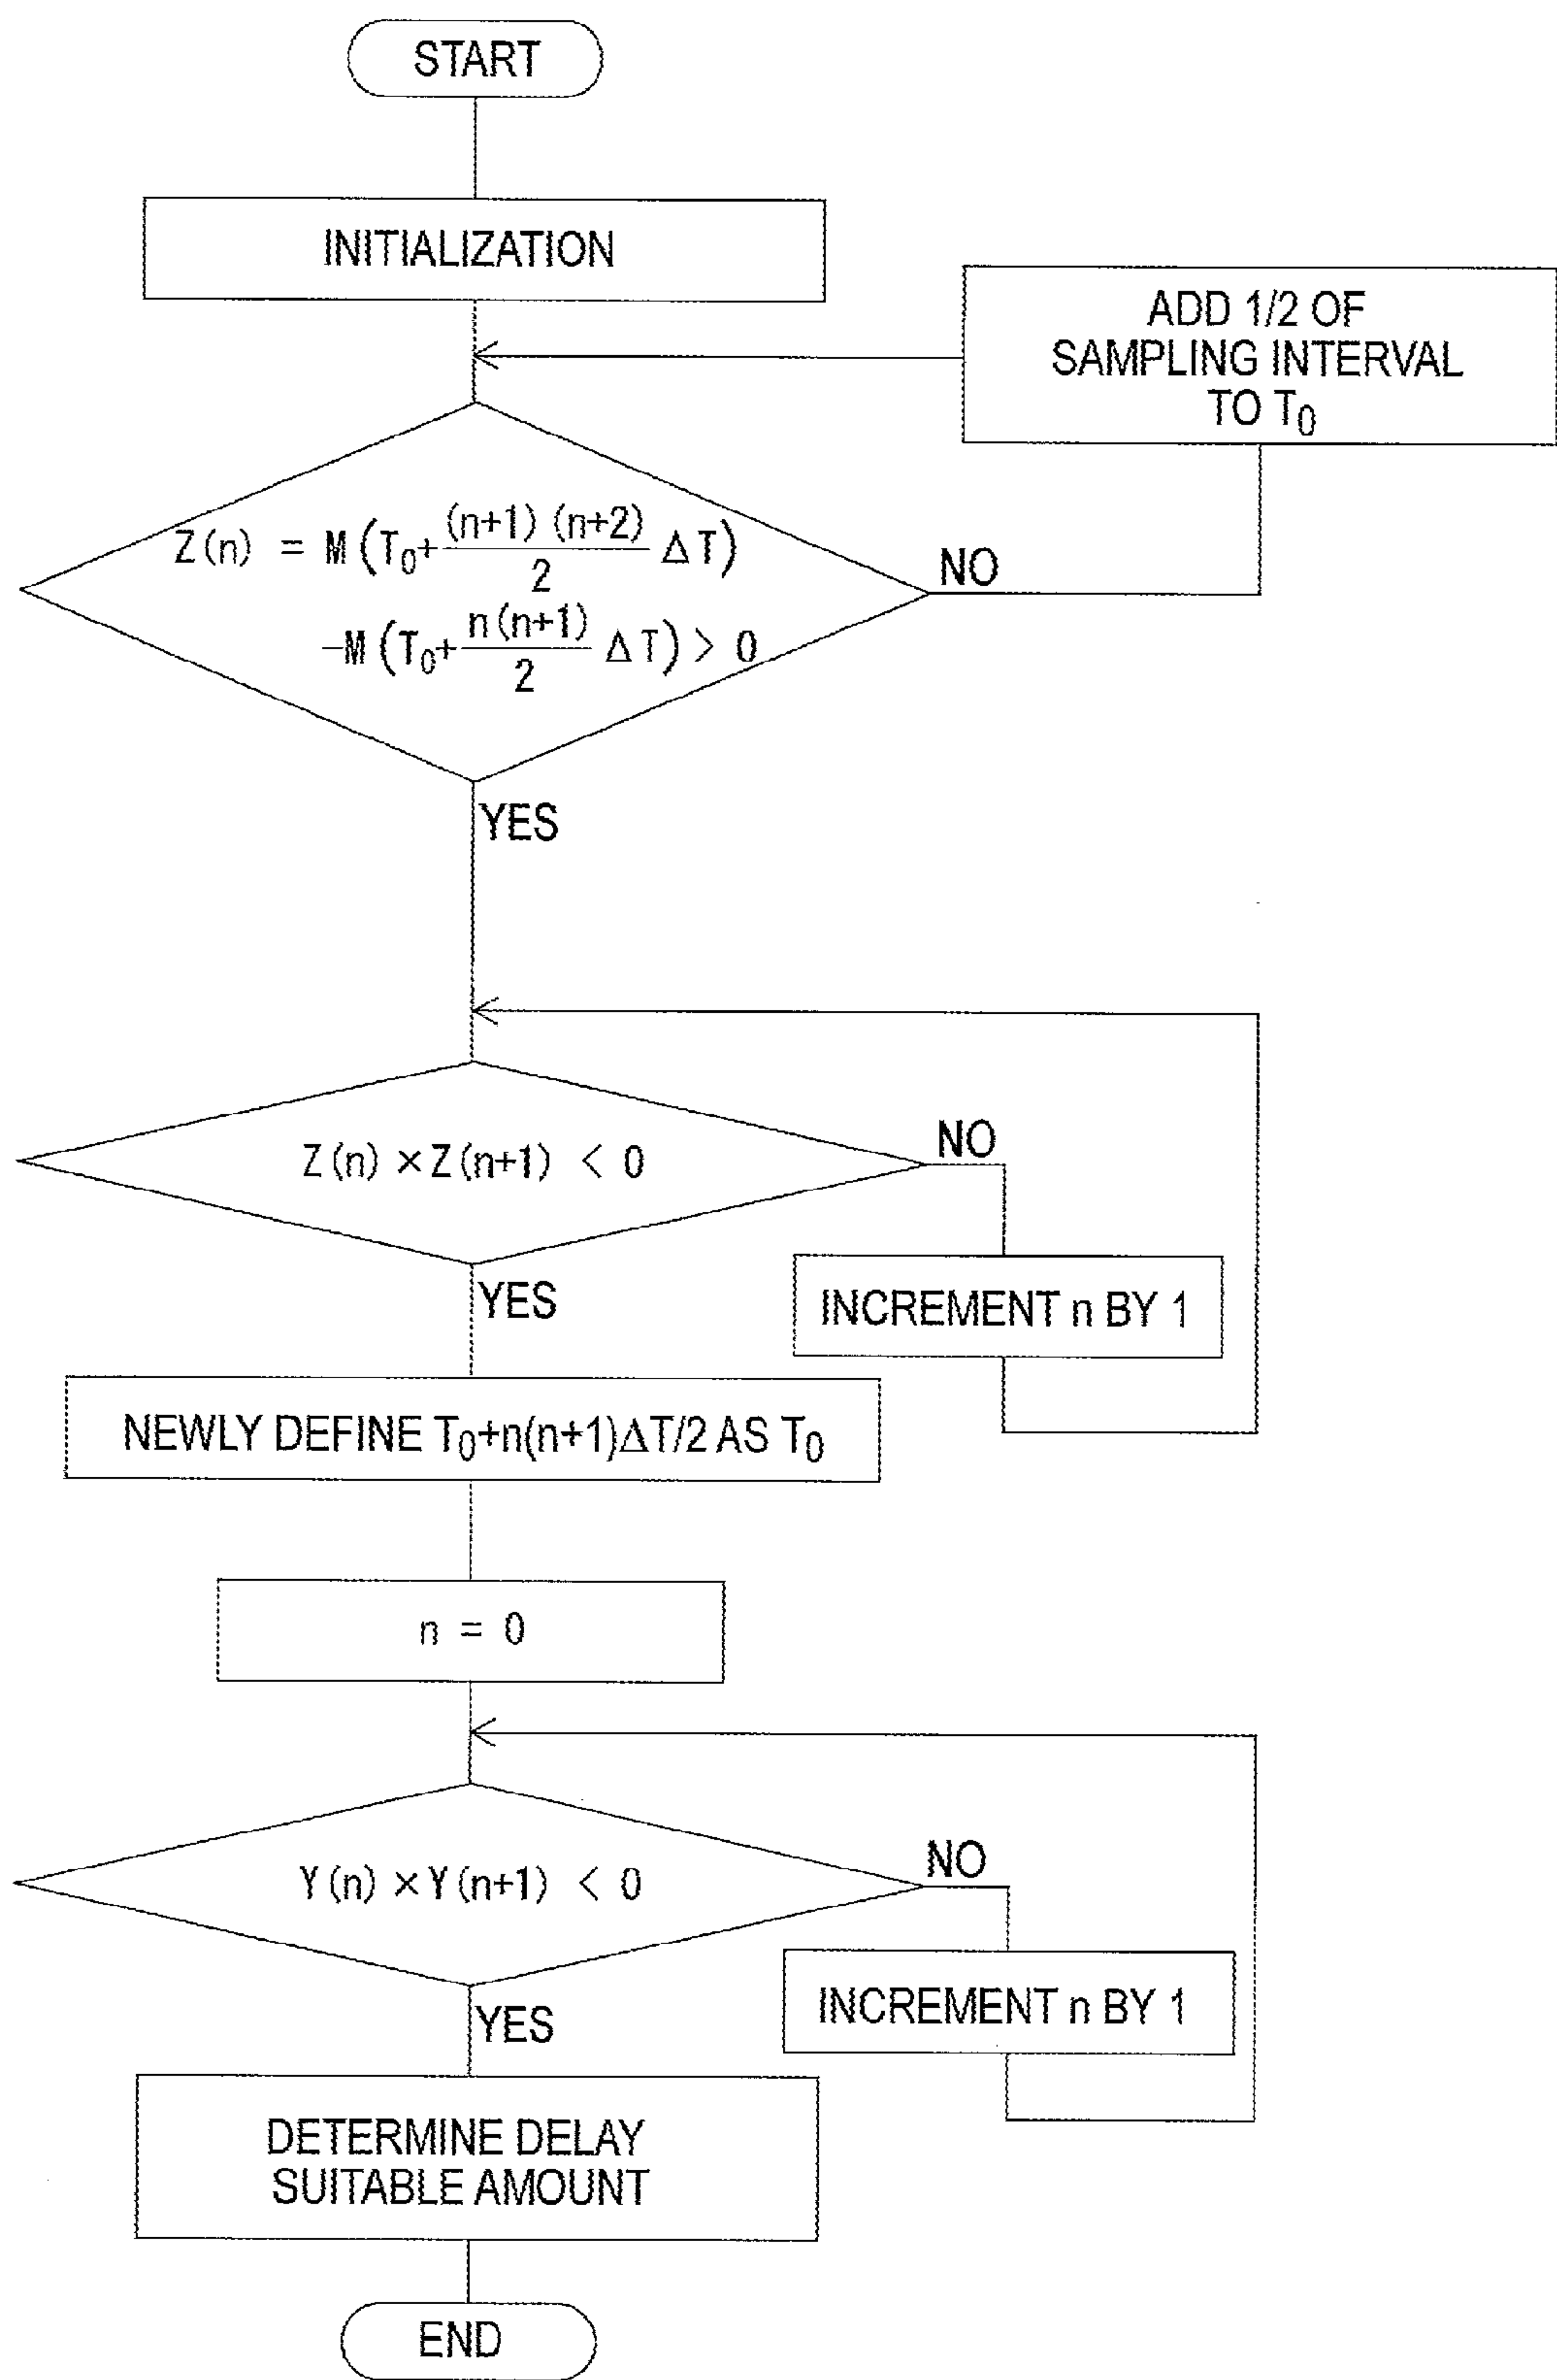 START
INITIALIZATION
ADD 1/2 OF
SAMPLING INTERVAL
TO T₀
Z(n) = M(T₀+(n+1)(n+2)/2 ΔT)
-M(T₀+n(n+1)/2 ΔT) > 0
NO
YES
Z(n)×Z(n+1) < 0
NO
YES
INCREMENT n BY 1
NEWLY DEFINE T₀+n(n+1)ΔT/2 AS T₀
n = 0
Y(n)×Y(n+1) < 0
NO
YES
INCREMENT n BY 1
DETERMINE DELAY
SUITABLE AMOUNT
END